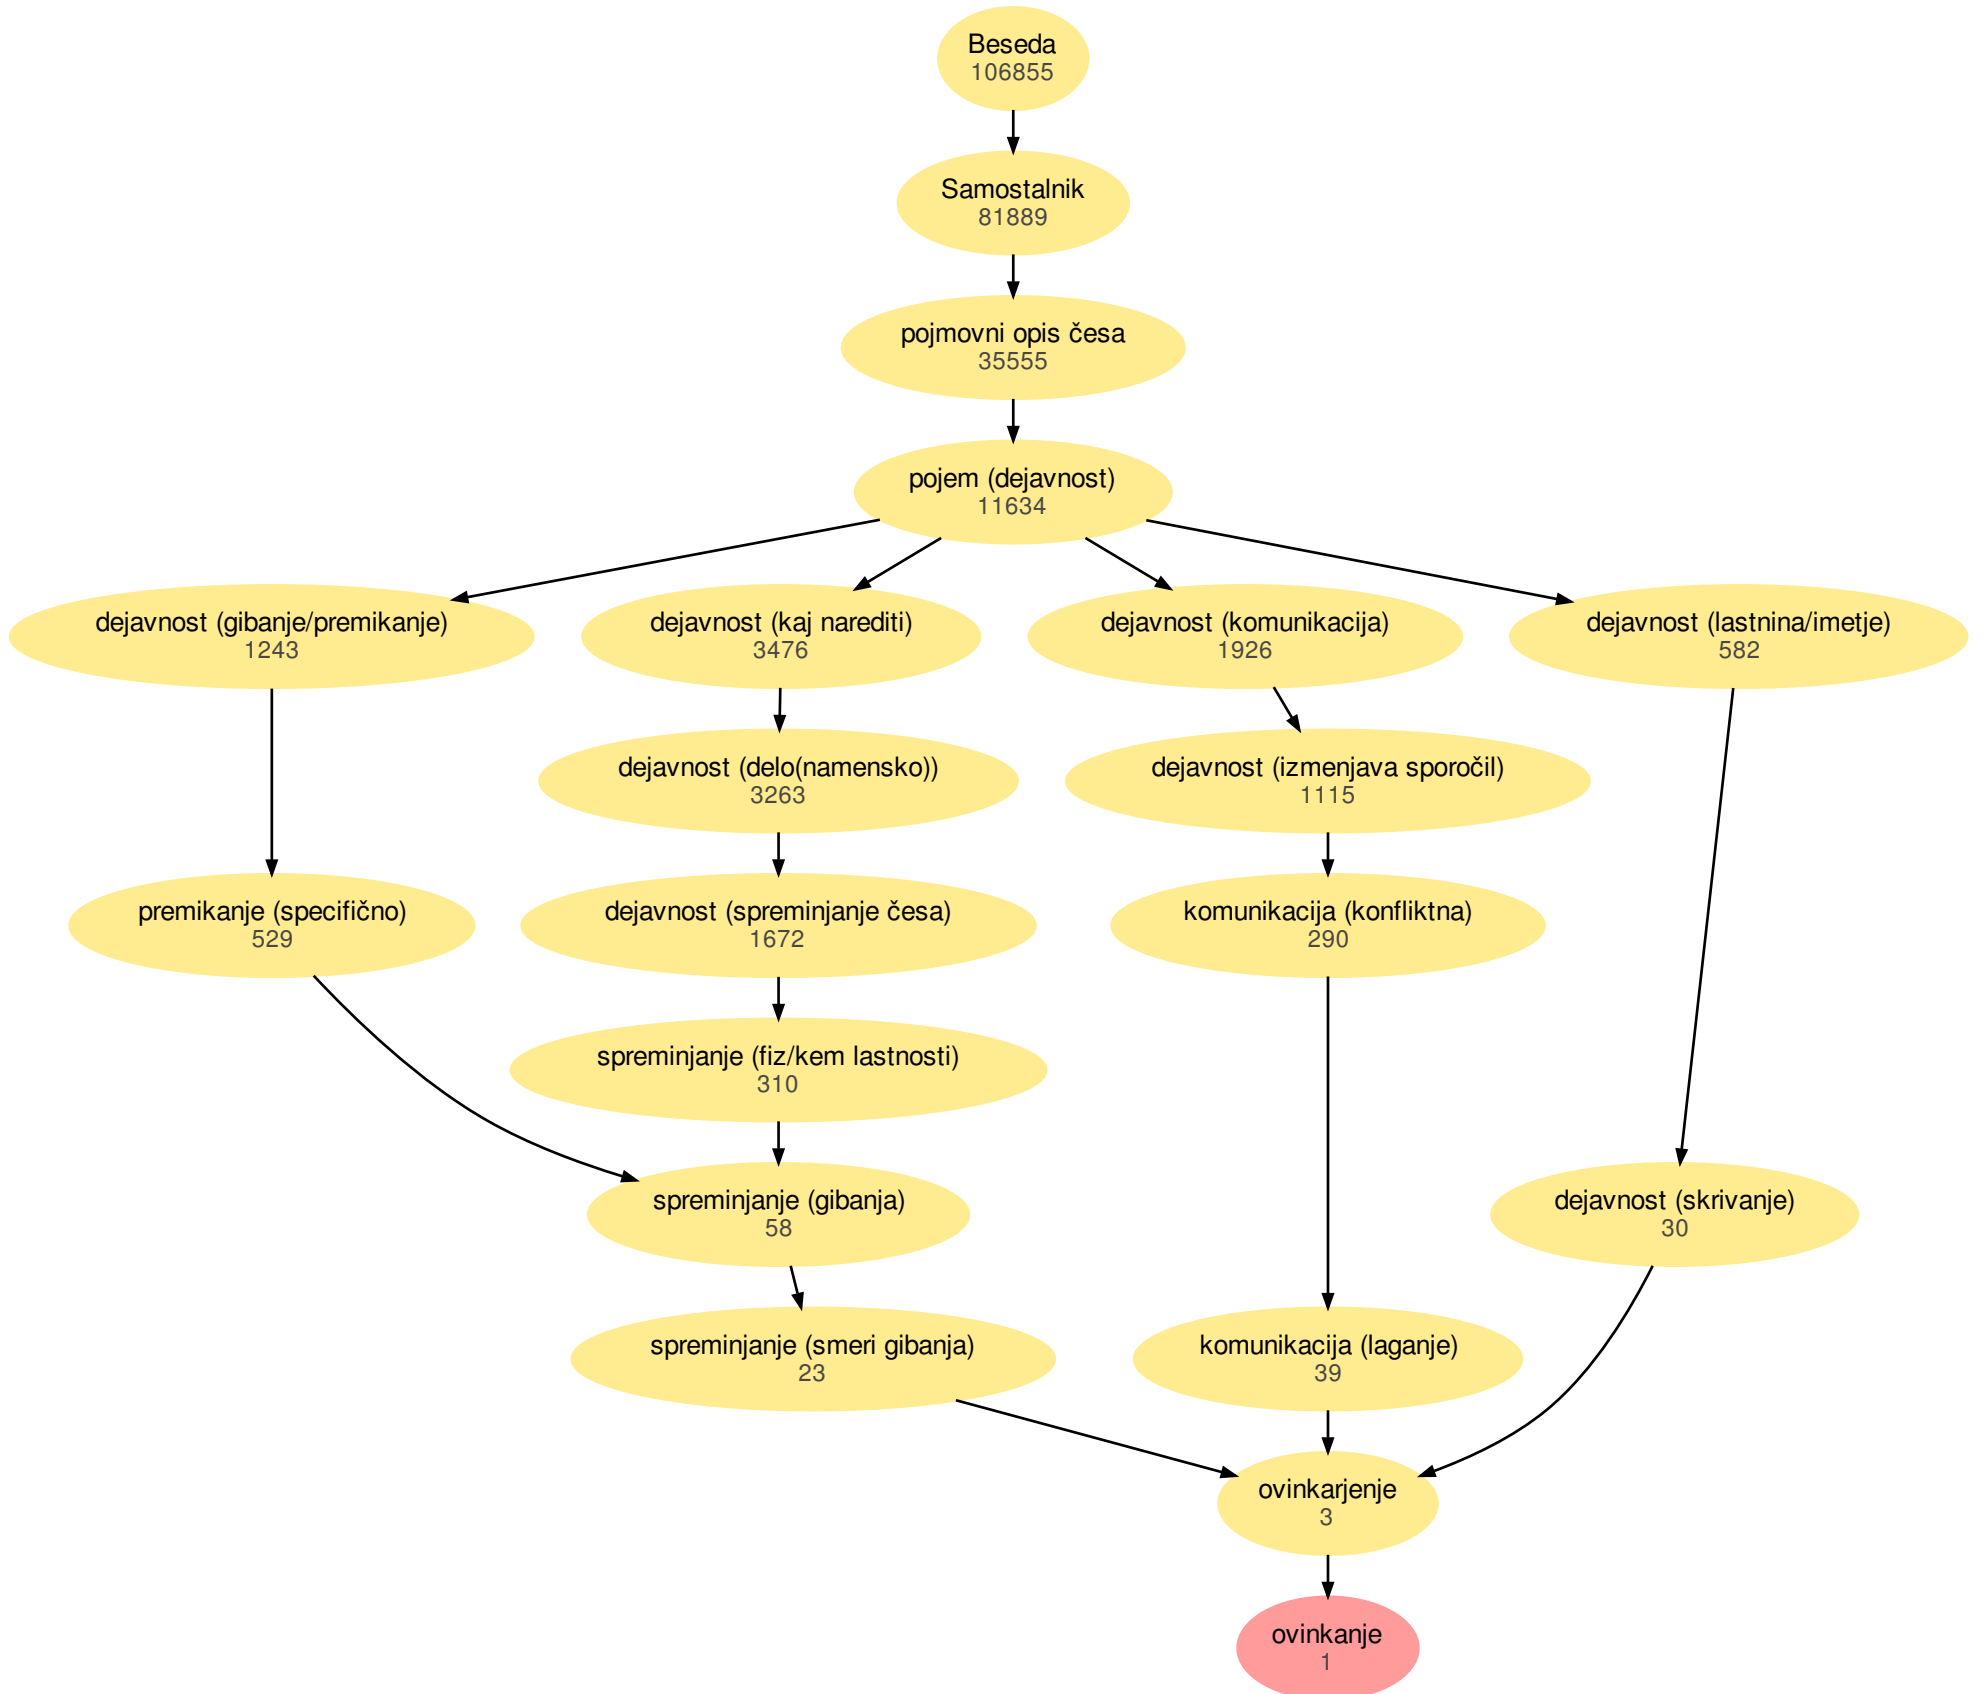 Beseda
106855
Samostalnik
81889
pojmovni opis česa
35555
pojem (dejavnost)
11634
dejavnost (gibanje/premikanje)
1243
dejavnost (kaj narediti)
3476
dejavnost (komunikacija)
1926
dejavnost (lastnina/imetje)
582
dejavnost (delo(namensko))
3263
dejavnost (izmenjava sporočil)
1115
premikanje (specifično)
529
dejavnost (spreminjanje česa)
1672
komunikacija (konfliktna)
290
spreminjanje (fiz/kem lastnosti)
310
spreminjanje (gibanja)
58
dejavnost (skrivanje)
30
spreminjanje (smeri gibanja)
23
komunikacija (laganje)
39
ovinkarjenje
3
ovinkanje
1